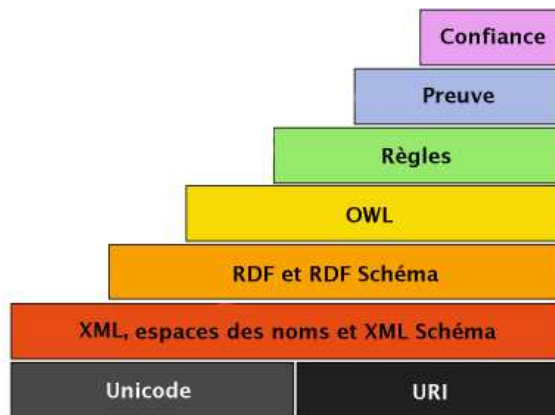 Confiance
Preuve
Règles
OWL
RDF et RDF Schéma
XML, espaces des noms et XML Schéma
Unicode
URI